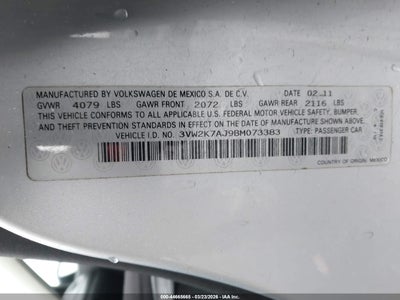 MANUFACTURED BY VOLKSWAGEN DE MEXICO S.A. DE C.V. DATE 02.11
GVWR 4079 LBS GAWR FRONT 2072 LBS GAWR REAR 2116 LBS
THIS VEHICLE CONFORMS TO ALL APPLICABLE U.S. FEDERAL MOTOR VEHICLE SAFETY, BUMPER,
AND THEFT PREVENTION STANDARDS IN EFFECT ON THE DATE OF MANUFACTURE SHOWN ABOVE.
VEHICLE I.D. NO. 3VW2K7AJ9BM073383 TYPE: PASSENGER CAR
COUNTRY OF ORIGIN: MEXICO
000-44665665 - 03/23/2026 - IAA, Inc.